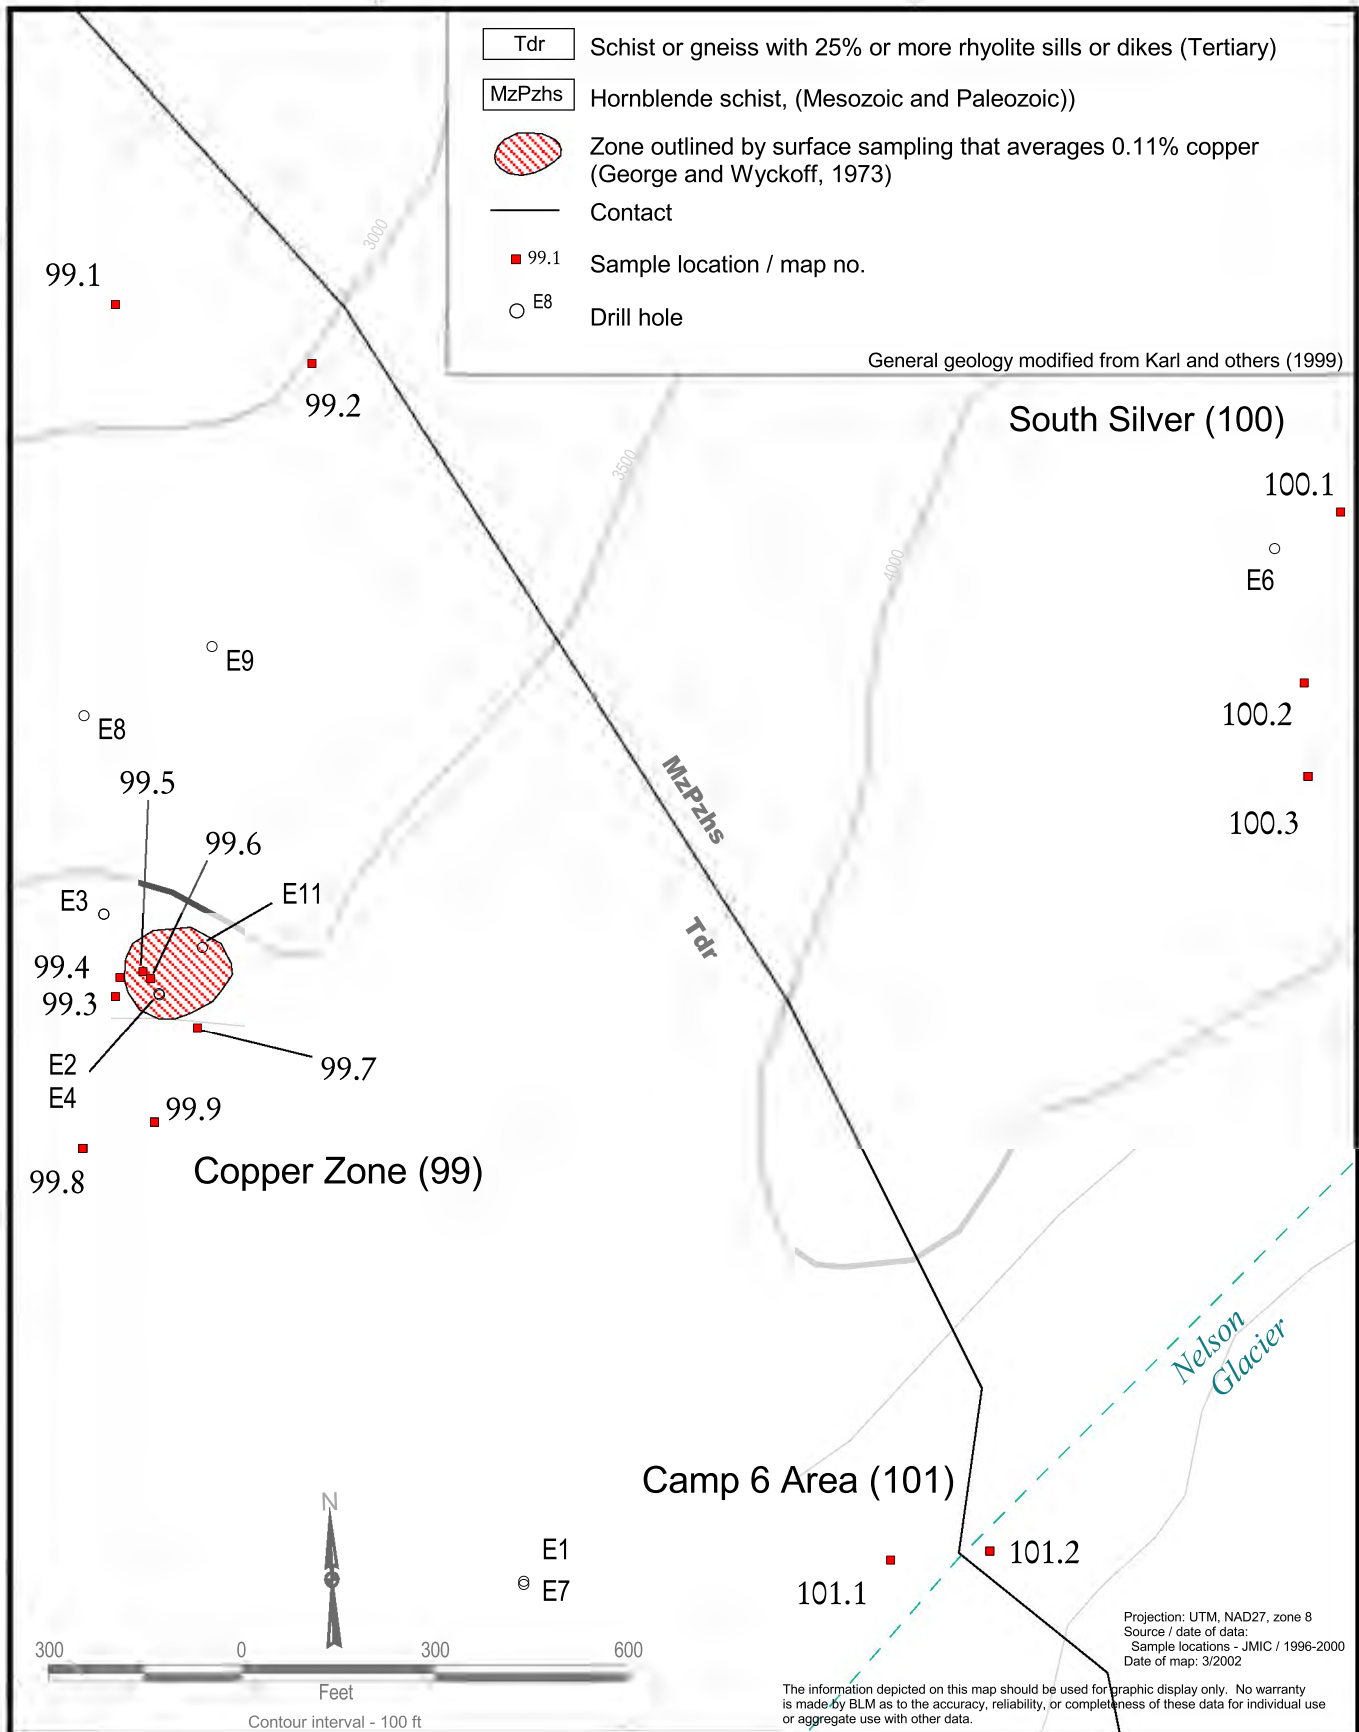 Tdr Schist or gneiss with 25% or more rhyolite sills or dikes (Tertiary)
MzPzhs Hornblende schist, (Mesozoic and Paleozoic))
Zone outlined by surface sampling that averages 0.11% copper
(George and Wyckoff, 1973)
Contact
99.1 Sample location / map no.
E8 Drill hole
General geology modified from Karl and others (1999)
3000
99.1
99.2
South Silver (100)
3500
100.1
4000
E6
E9
100.2
E8
99.5
MzPzhs
100.3
99.6
E3
E11
Tdr
99.4
99.3
E2
E4
99.7
99.9
99.8
Copper Zone (99)
Nelson
Glacier
Camp 6 Area (101)
N
E1
E7
101.2
101.1
300 0 300 600
Feet
Contour interval - 100 ft
Projection: UTM, NAD27, zone 8
Source / date of data:
Sample locations - JMIC / 1996-2000
Date of map: 3/2002
The information depicted on this map should be used for graphic display only. No warranty
is made by BLM as to the accuracy, reliability, or completeness of these data for individual use
or aggregate use with other data.